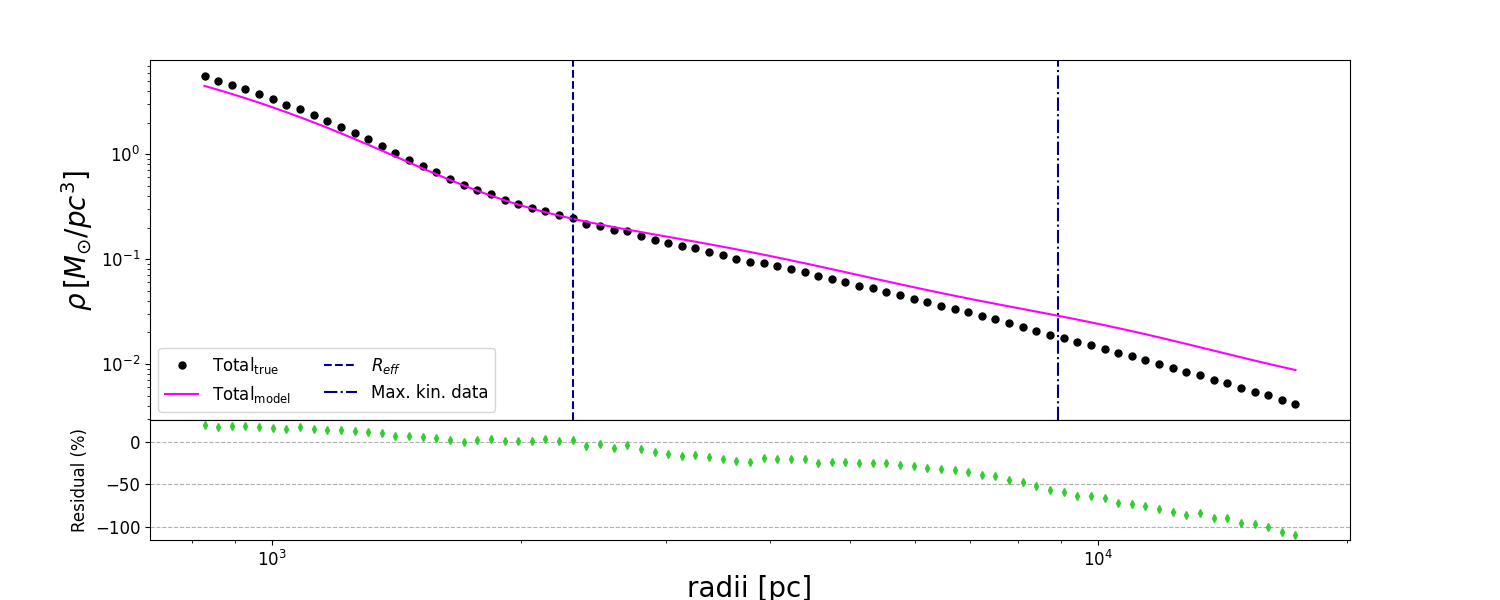 ρ [M⊙/pc³]
10⁰
10⁻¹
10⁻²
Total_true
Total_model
R_eff
Max. kin. data
Residual (%)
0
−50
−100
10³
10⁴
radii [pc]